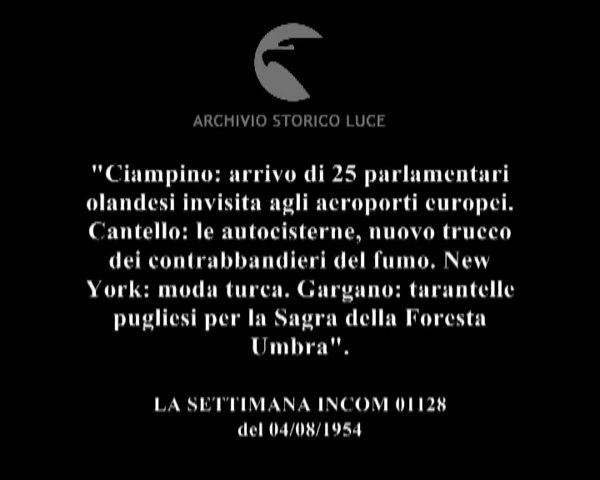 ARCHIVIO STORICO LUCE
"Ciampino: arrivo di 25 parlamentari
olandesi invisita agli aeroporti europei.
Cantello: le autocisterne, nuovo trucco
dei contrabbandieri del fumo. New
York: moda turca. Gargano: tarantelle
pugliesi per la Sagra della Foresta
Umbra".
LA SETTIMANA INCOM 01128
del 04/08/1954